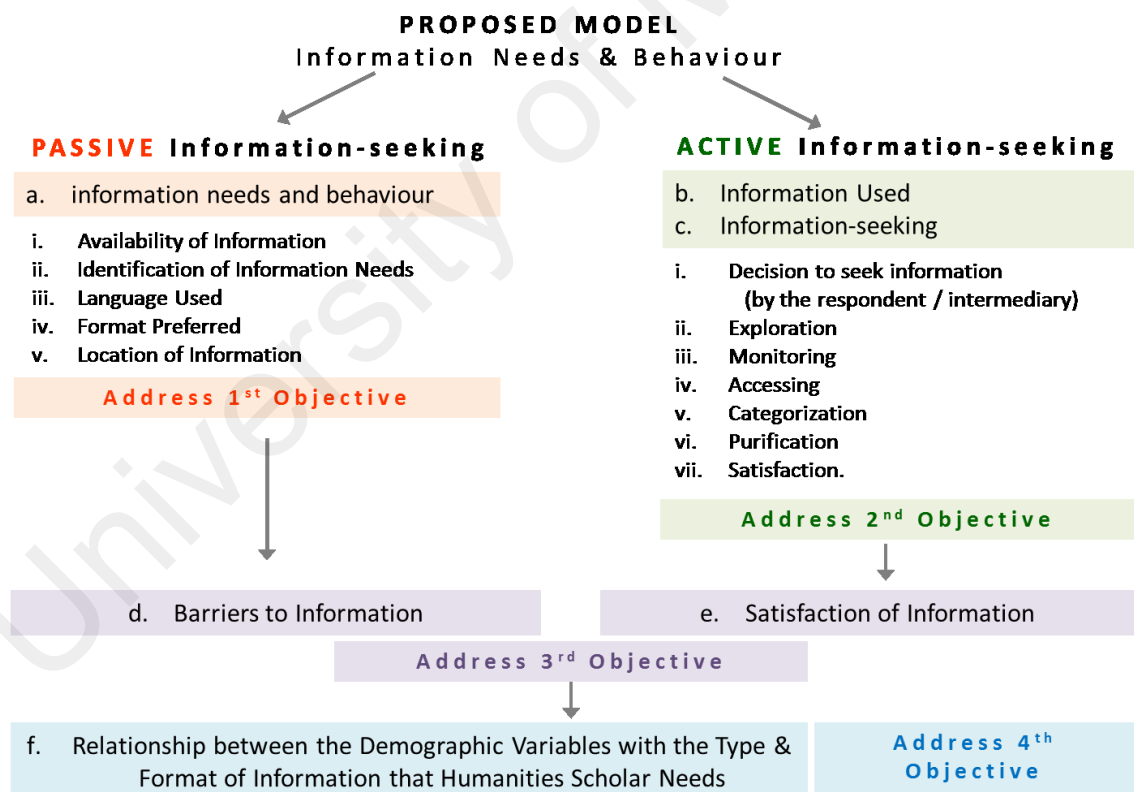 PROPOSED MODEL
Information Needs & Behaviour
PASSIVE Information-seeking
a. information needs and behaviour
i. Availability of Information
ii. Identification of Information Needs
iii. Language Used
iv. Format Preferred
v. Location of Information
Address 1st Objective
ACTIVE Information-seeking
b. Information Used
c. Information-seeking
i. Decision to seek information
(by the respondent / intermediary)
ii. Exploration
iii. Monitoring
iv. Accessing
v. Categorization
vi. Purification
vii. Satisfaction.
Address 2nd Objective
d. Barriers to Information
e. Satisfaction of Information
Address 3rd Objective
f. Relationship between the Demographic Variables with the Type &
Format of Information that Humanities Scholar Needs
Address 4th
Objective
University of M